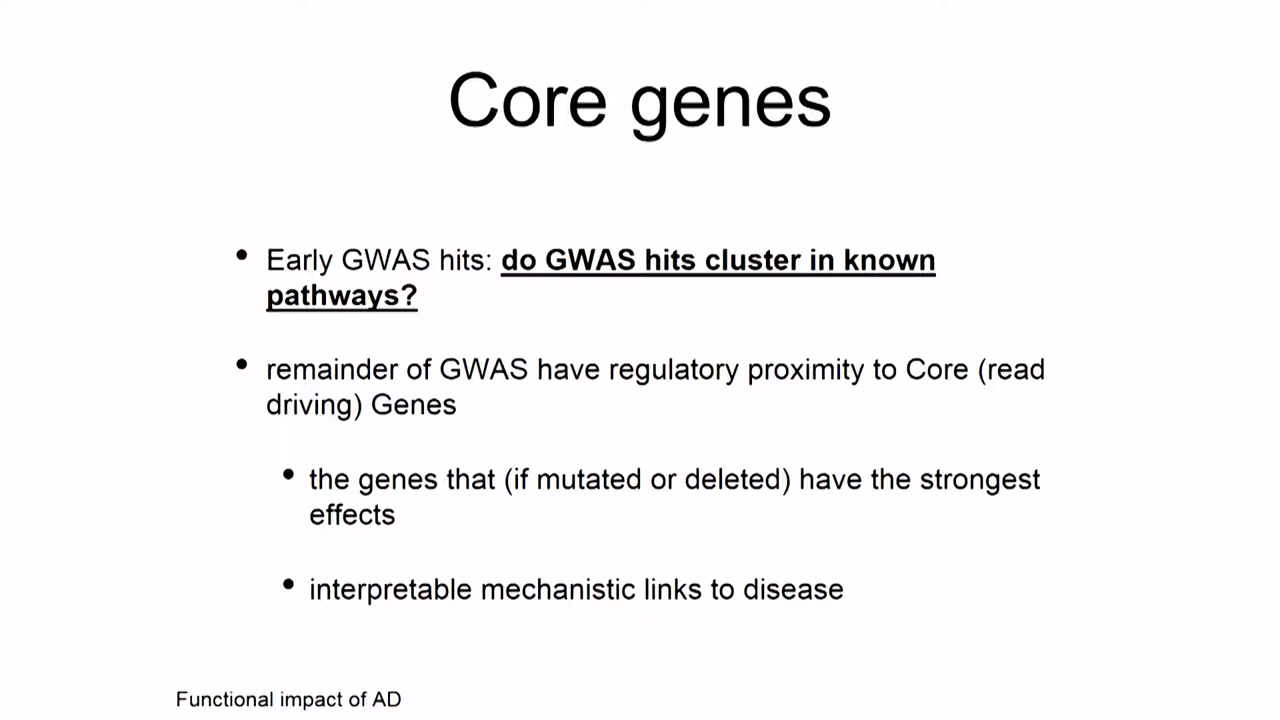 Core genes
• Early GWAS hits: do GWAS hits cluster in known
pathways?
• remainder of GWAS have regulatory proximity to Core (read
driving) Genes
• the genes that (if mutated or deleted) have the strongest
effects
• interpretable mechanistic links to disease
Functional impact of AD